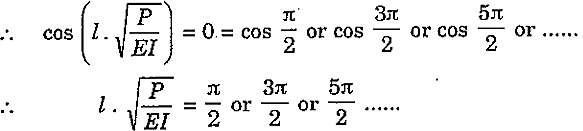 ∴ cos ( l . √(P/EI) ) = 0 = cos π/2 or cos 3π/2 or cos 5π/2 or ......
∴ l . √(P/EI) = π/2 or 3π/2 or 5π/2 ......